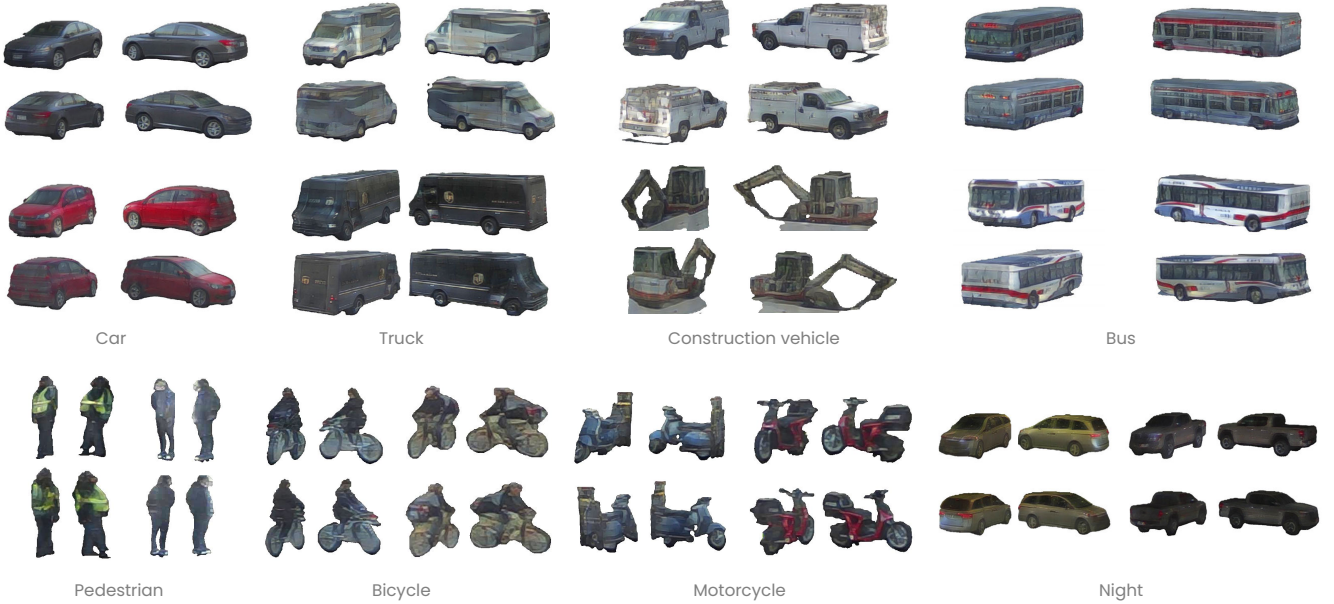 Car
Truck
Construction vehicle
Bus
Pedestrian
Bicycle
Motorcycle
Night